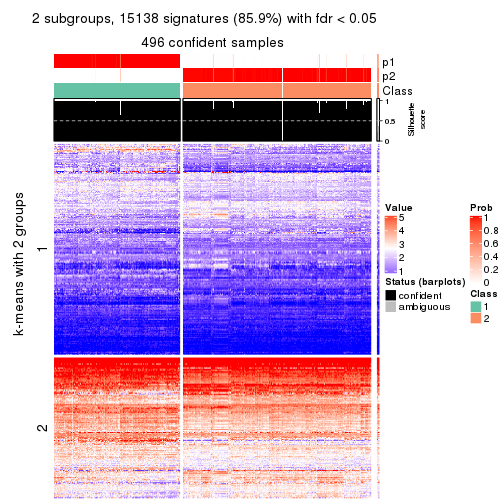 2 subgroups, 15138 signatures (85.9%) with fdr < 0.05
496 confident samples
p1
p2
Class
1
0.5
0
Silhouette
score
k-means with 2 groups
1
2
Value
5
4
3
2
1
Status (barplots)
confident
ambiguous
Prob
1
0.8
0.6
0.4
0.2
0
Class
1
2